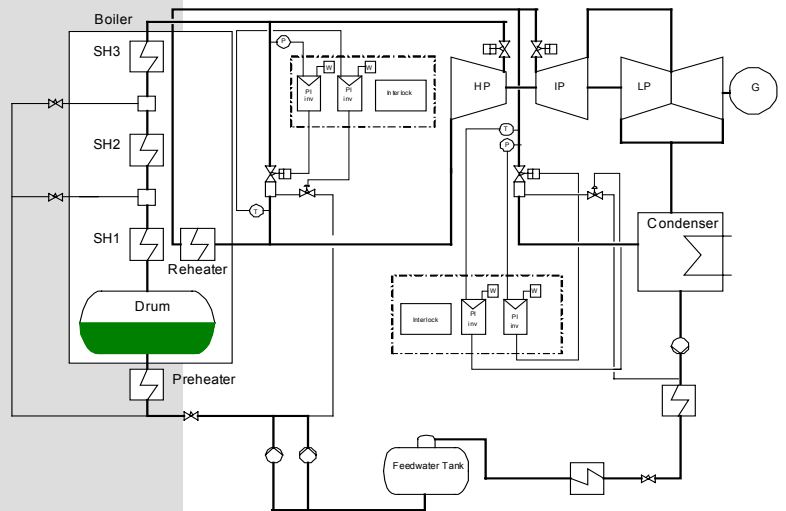 Boiler
SH3
P
W
W
PI
inv
PI
inv
Interlock
HP
IP
LP
G
SH2
T
P
SH1
T
Reheater
Condenser
Drum
W
W
Interlock
PI
inv
PI
inv
Preheater
Feedwater Tank